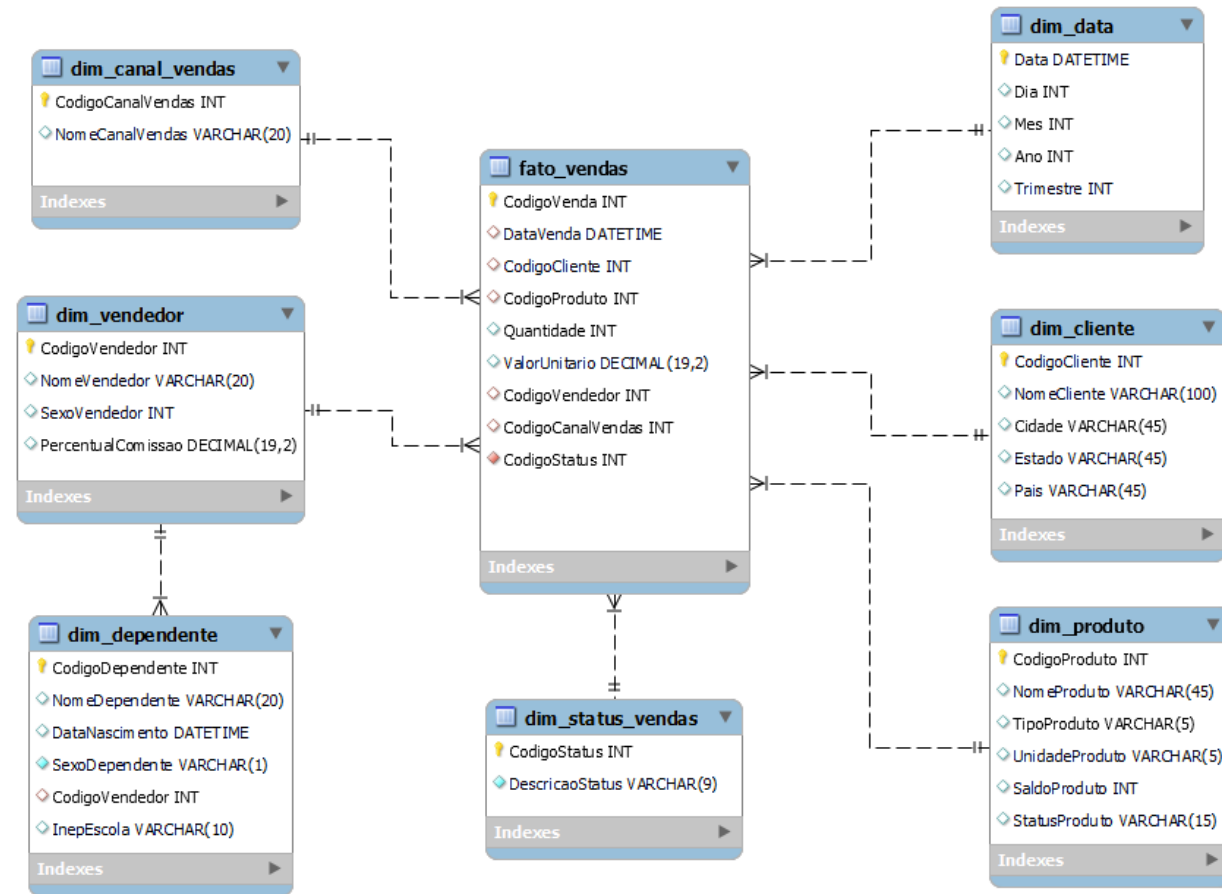 dim_canal_vendas
CodigoCanalVendas INT
NomeCanalVendas VARCHAR(20)
Indexes
dim_vendedor
CodigoVendedor INT
NomeVendedor VARCHAR(20)
SexoVendedor INT
PercentualComissao DECIMAL(19,2)
Indexes
dim_dependente
CodigoDependente INT
NomeDependente VARCHAR(20)
DataNascimento DATETIME
SexoDependente VARCHAR(1)
CodigoVendedor INT
InepEscola VARCHAR(10)
Indexes
fato_vendas
CodigoVenda INT
DataVenda DATETIME
CodigoCliente INT
CodigoProduto INT
Quantidade INT
ValorUnitario DECIMAL(19,2)
CodigoVendedor INT
CodigoCanalVendas INT
CodigoStatus INT
Indexes
dim_status_vendas
CodigoStatus INT
DescricaoStatus VARCHAR(9)
Indexes
dim_data
Data DATETIME
Dia INT
Mes INT
Ano INT
Trimestre INT
Indexes
dim_cliente
CodigoCliente INT
NomeCliente VARCHAR(100)
Cidade VARCHAR(45)
Estado VARCHAR(45)
Pais VARCHAR(45)
Indexes
dim_produto
CodigoProduto INT
NomeProduto VARCHAR(45)
TipoProduto VARCHAR(5)
UnidadeProduto VARCHAR(5)
SaldoProduto INT
StatusProduto VARCHAR(15)
Indexes